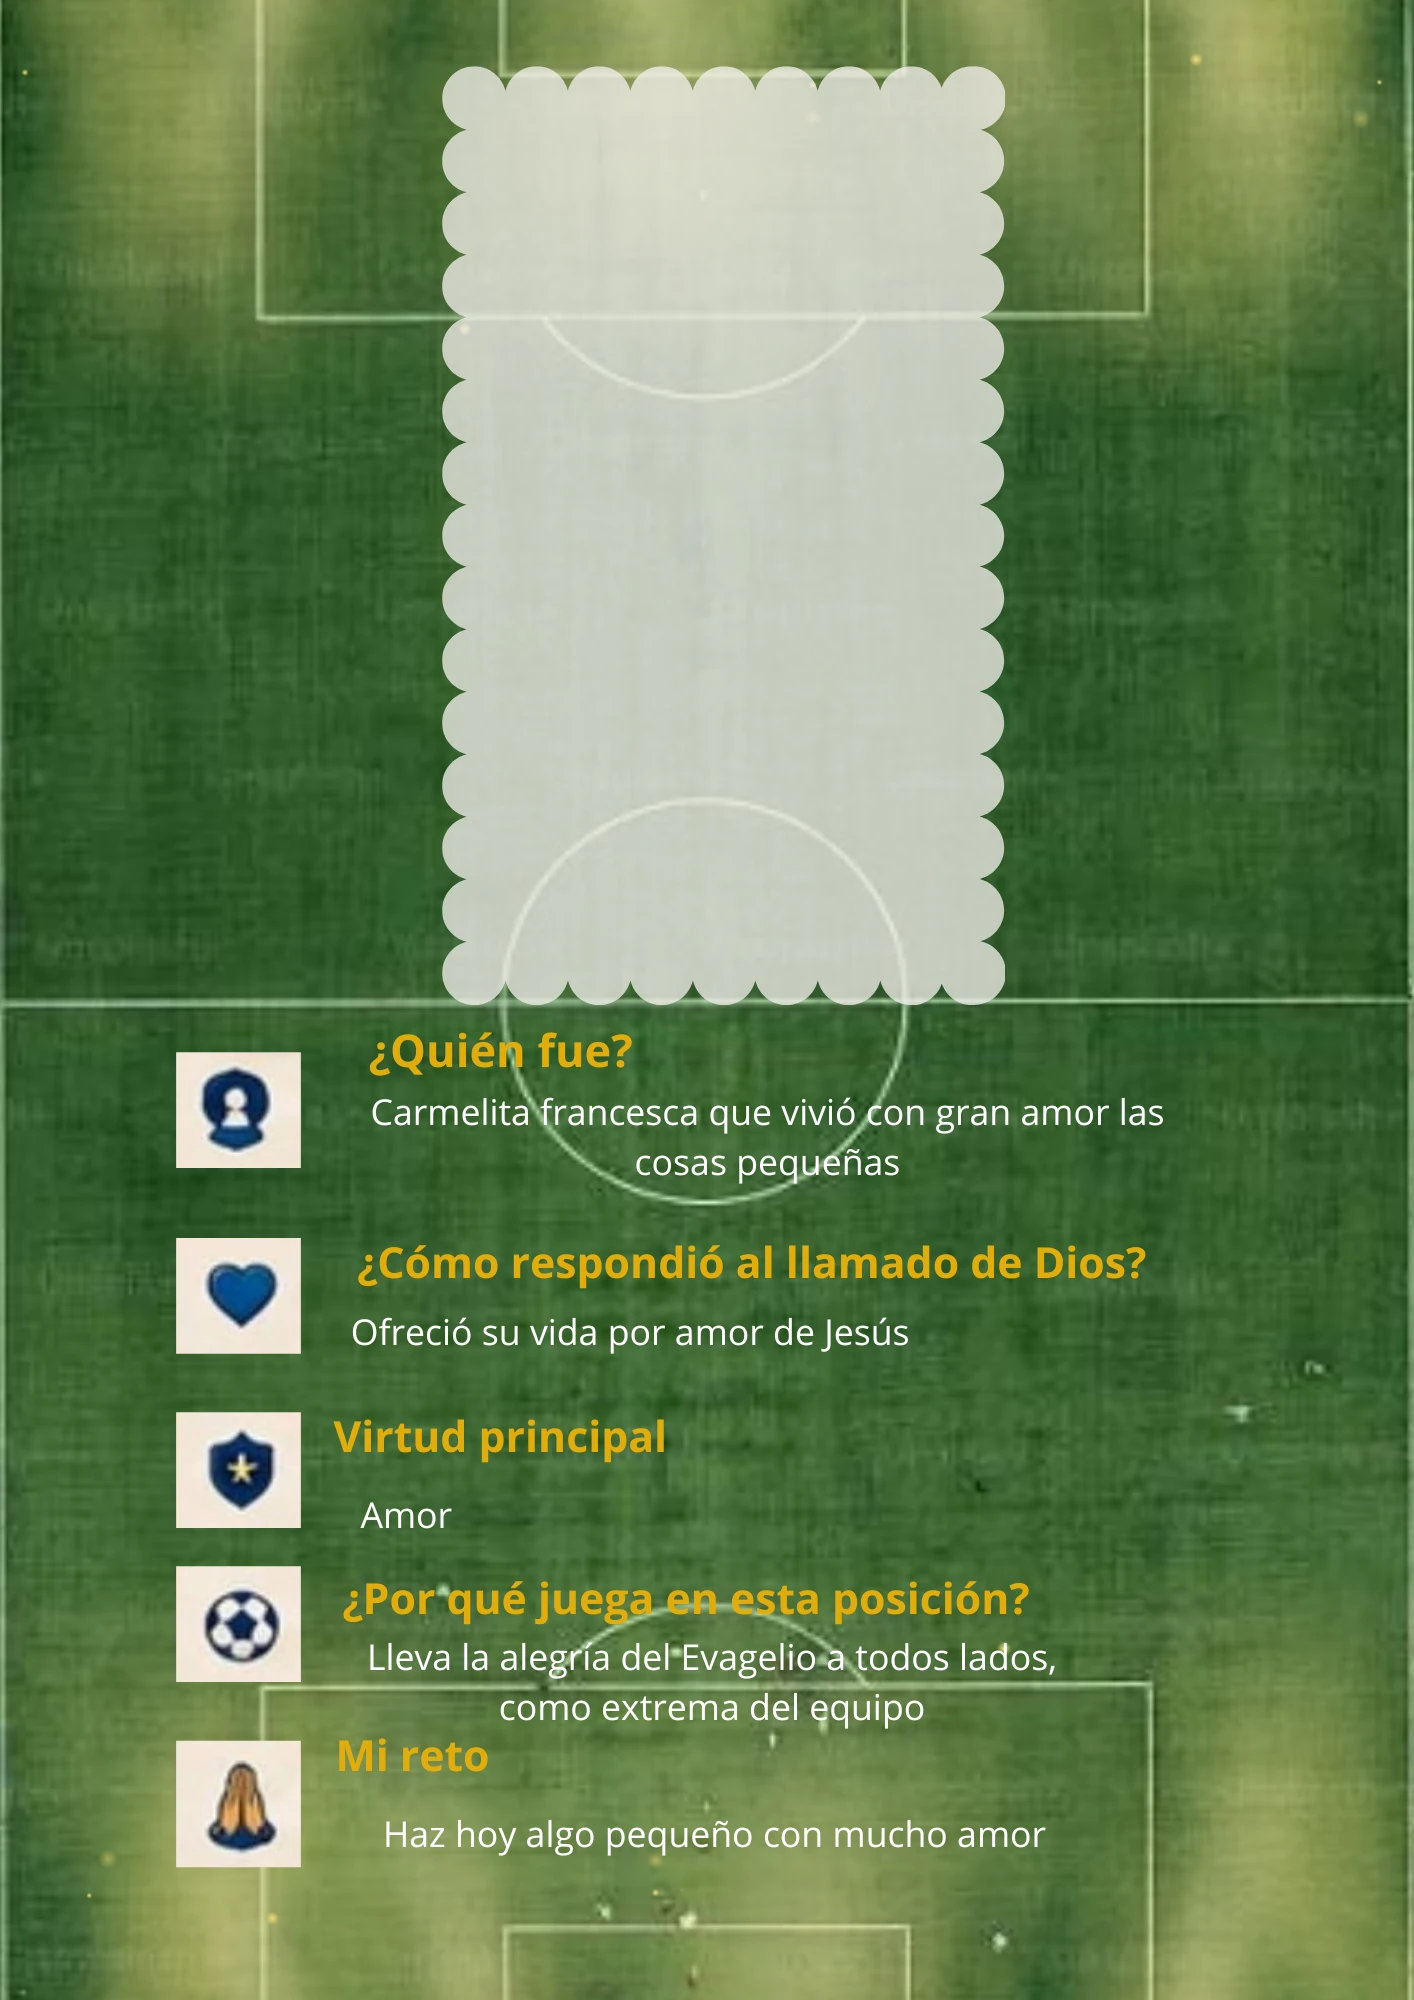 ¿Quién fue?
Carmelita francesca que vivió con gran amor las
cosas pequeñas
¿Cómo respondió al llamado de Dios?
Ofreció su vida por amor de Jesús
Virtud principal
Amor
¿Por qué juega en esta posición?
Lleva la alegría del Evagelio a todos lados,
como extrema del equipo
Mi reto
Haz hoy algo pequeño con mucho amor